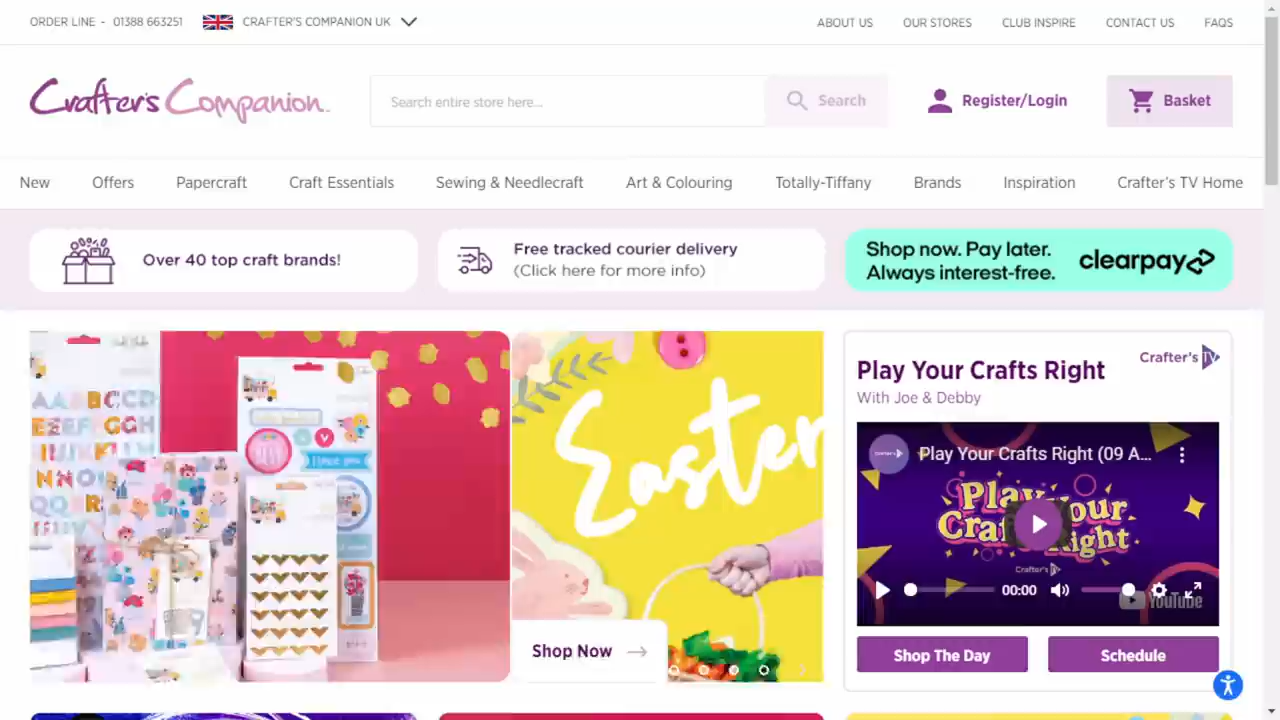 ORDER LINE - 01388 663251
CRAFTER'S COMPANION UK
ABOUT US
OUR STORES
CLUB INSPIRE
CONTACT US
FAQS
Crafter's Companion
Search entire store here...
Search
Register/Login
Basket
New
Offers
Papercraft
Craft Essentials
Sewing & Needlecraft
Art & Colouring
Totally-Tiffany
Brands
Inspiration
Crafter's TV Home
Over 40 top craft brands!
Free tracked courier delivery
(Click here for more info)
Shop now. Pay later.
Always interest-free.
clearpay
Easter
Shop Now
Play Your Crafts Right
Crafter's TV
With Joe & Debby
Play Your Crafts Right (09 A...
Play Your
Crafts Right
Crafter's TV
00:00
YouTube
Shop The Day
Schedule